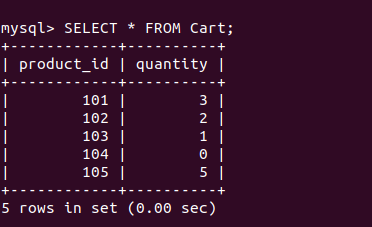 mysql> SELECT * FROM Cart;
+------------+----------+
| product_id | quantity |
+------------+----------+
|        101 |        3 |
|        102 |        2 |
|        103 |        1 |
|        104 |        0 |
|        105 |        5 |
+------------+----------+
5 rows in set (0.00 sec)